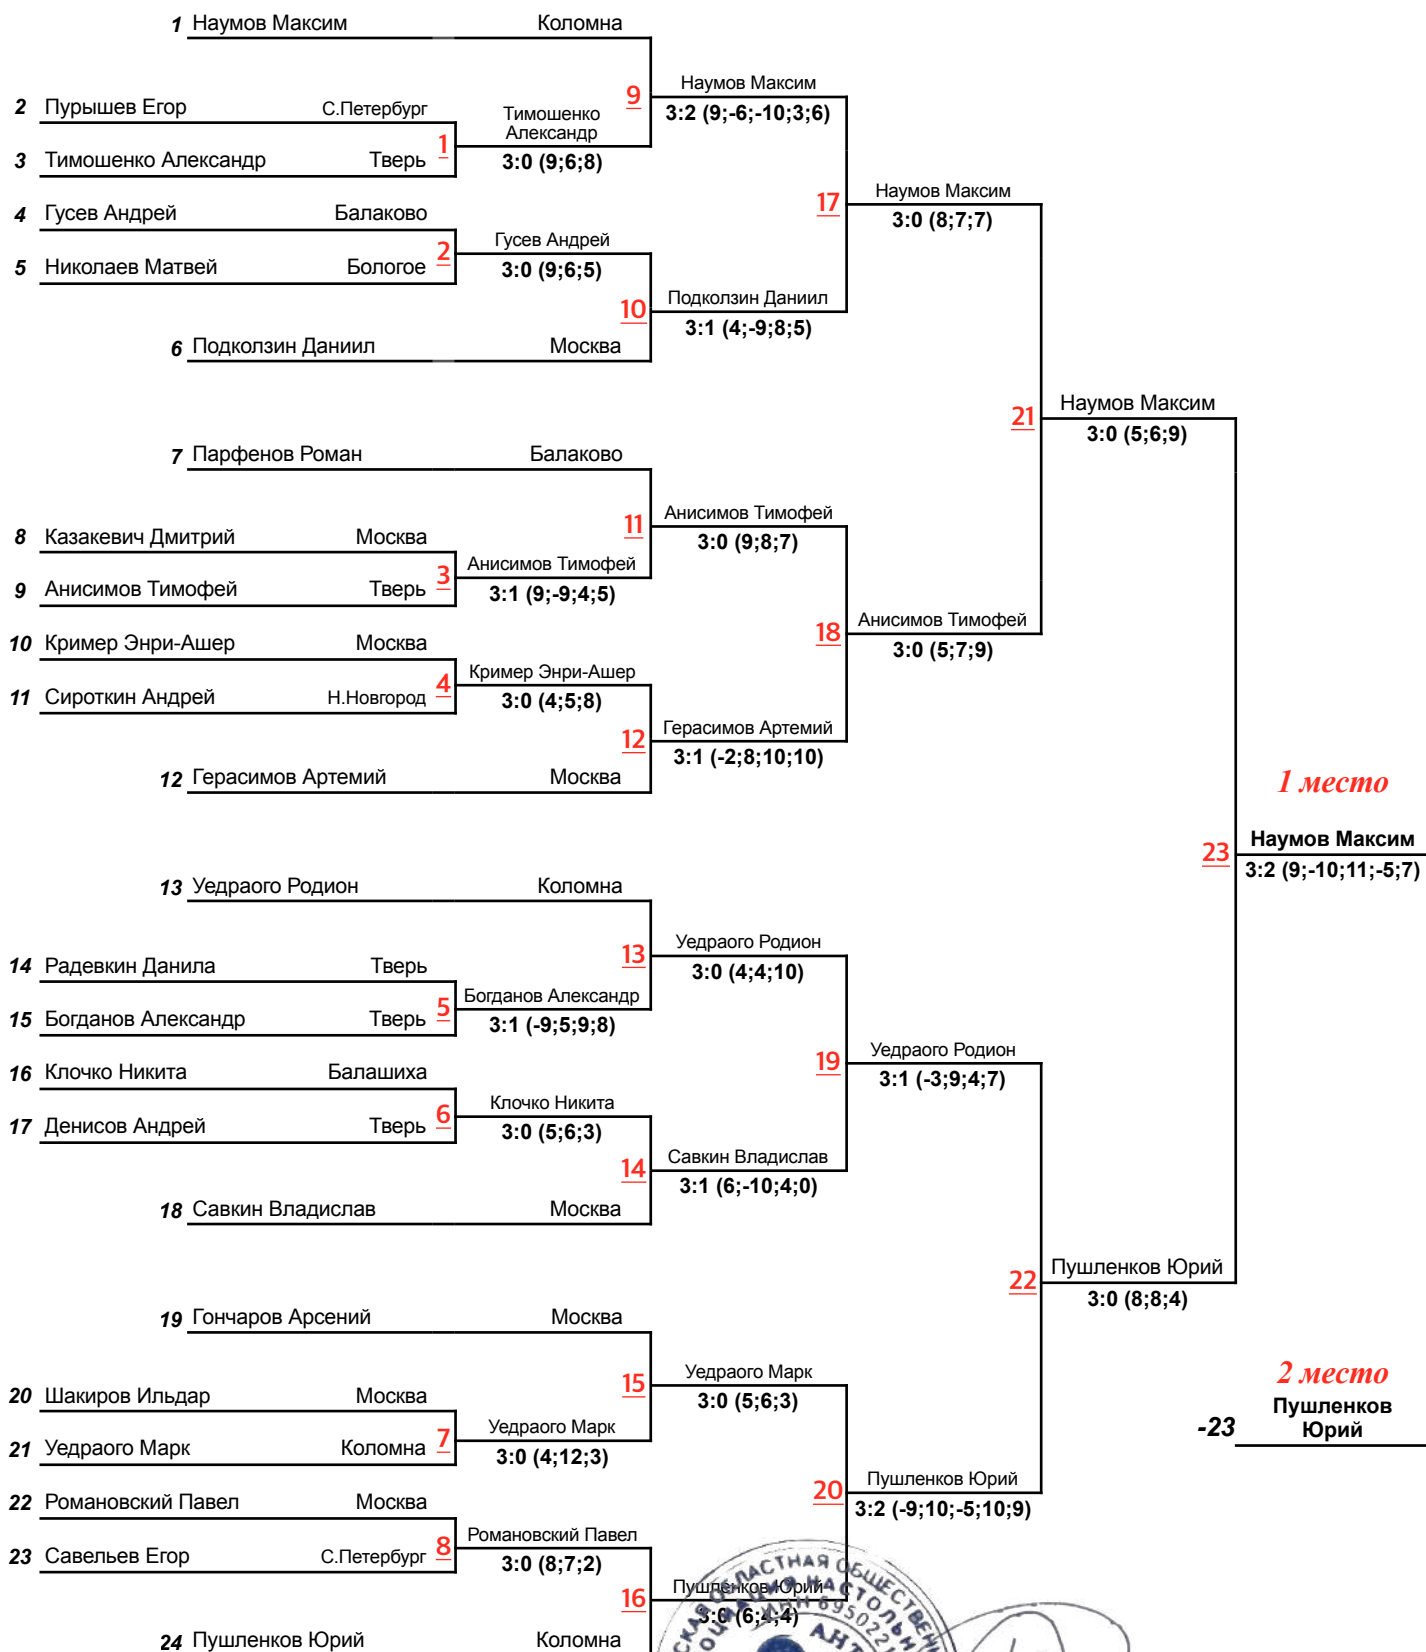 1 Наумов Максим Коломна
9 Наумов Максим
3:2 (9;-6;-10;3;6)
2 Пурышев Егор С.Петербург
1 Тимошенко
Александр
3:0 (9;6;8)
3 Тимошенко Александр Тверь
17 Наумов Максим
3:0 (8;7;7)
4 Гусев Андрей Балаково
2 Гусев Андрей
3:0 (9;6;5)
5 Николаев Матвей Бологое
10 Подколзин Даниил
3:1 (4;-9;8;5)
6 Подколзин Даниил Москва
21 Наумов Максим
3:0 (5;6;9)
7 Парфенов Роман Балаково
11 Анисимов Тимофей
3:0 (9;8;7)
8 Казакевич Дмитрий Москва
3 Анисимов Тимофей
3:1 (9;-9;4;5)
9 Анисимов Тимофей Тверь
18 Анисимов Тимофей
3:0 (5;7;9)
10 Кример Энри-Ашер Москва
4 Кример Энри-Ашер
3:0 (4;5;8)
11 Сироткин Андрей Н.Новгород
12 Герасимов Артемий
3:1 (-2;8;10;10)
12 Герасимов Артемий Москва
1 место
23 Наумов Максим
3:2 (9;-10;11;-5;7)
13 Уедраого Родион Коломна
13 Уедраого Родион
3:0 (4;4;10)
14 Радевкин Данила Тверь
5 Богданов Александр
3:1 (-9;5;9;8)
15 Богданов Александр Тверь
19 Уедраого Родион
3:1 (-3;9;4;7)
16 Клочко Никита Балашиха
6 Клочко Никита
3:0 (5;6;3)
17 Денисов Андрей Тверь
14 Савкин Владислав
3:1 (6;-10;4;0)
18 Савкин Владислав Москва
22 Пушленков Юрий
3:0 (8;8;4)
19 Гончаров Арсений Москва
15 Уедраого Марк
3:0 (5;6;3)
2 место
-23 Пушленков
Юрий
20 Шакиров Ильдар Москва
7 Уедраого Марк
3:0 (4;12;3)
21 Уедраого Марк Коломна
20 Пушленков Юрий
3:2 (-9;10;-5;10;9)
22 Романовский Павел Москва
8 Романовский Павел
3:0 (8;7;2)
23 Савельев Егор С.Петербург
16 Пушленков Юрий
3:0 (6;4;4)
24 Пушленков Юрий Коломна